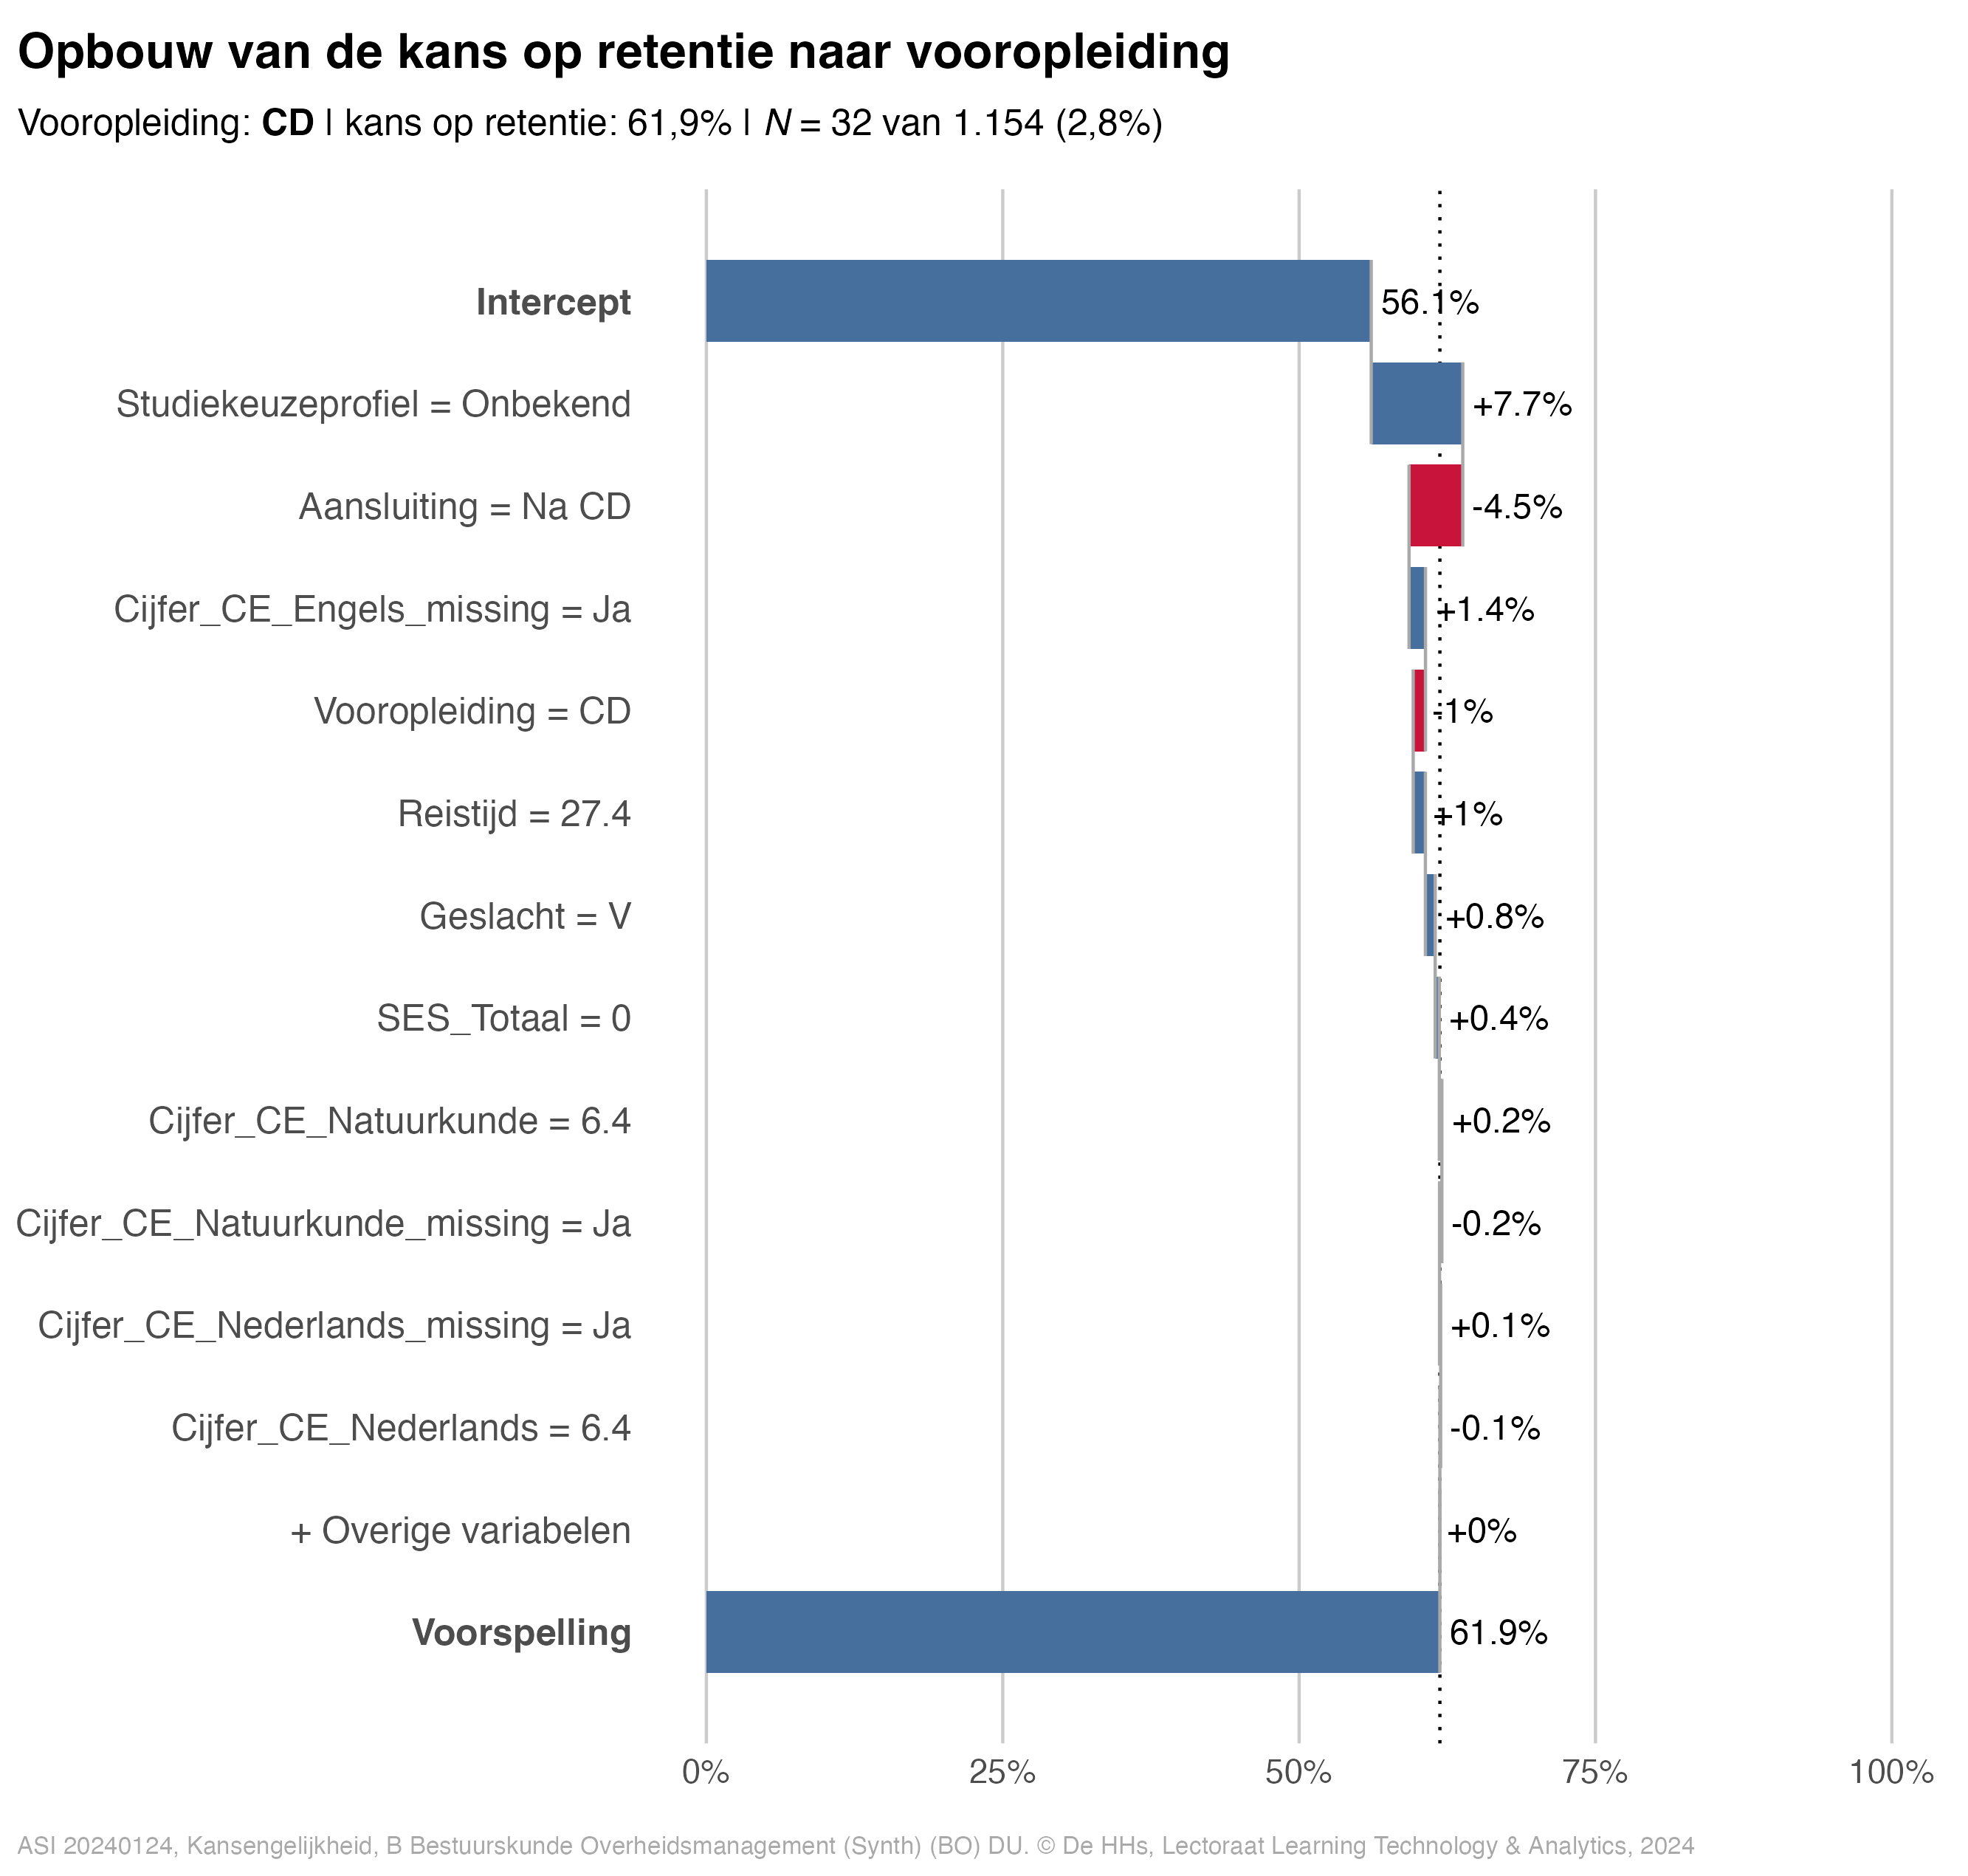 Opbouw van de kans op retentie naar vooropleiding
Vooropleiding: CD | kans op retentie: 61,9% | N = 32 van 1.154 (2,8%)
Intercept 56.1%
Studiekeuzeprofiel = Onbekend +7.7%
Aansluiting = Na CD -4.5%
Cijfer_CE_Engels_missing = Ja +1.4%
Vooropleiding = CD -1%
Reistijd = 27.4 +1%
Geslacht = V +0.8%
SES_Totaal = 0 +0.4%
Cijfer_CE_Natuurkunde = 6.4 +0.2%
Cijfer_CE_Natuurkunde_missing = Ja -0.2%
Cijfer_CE_Nederlands_missing = Ja +0.1%
Cijfer_CE_Nederlands = 6.4 -0.1%
+ Overige variabelen +0%
Voorspelling 61.9%
0% 25% 50% 75% 100%
ASI 20240124, Kansengelijkheid, B Bestuurskunde Overheidsmanagement (Synth) (BO) DU. © De HHs, Lectoraat Learning Technology & Analytics, 2024